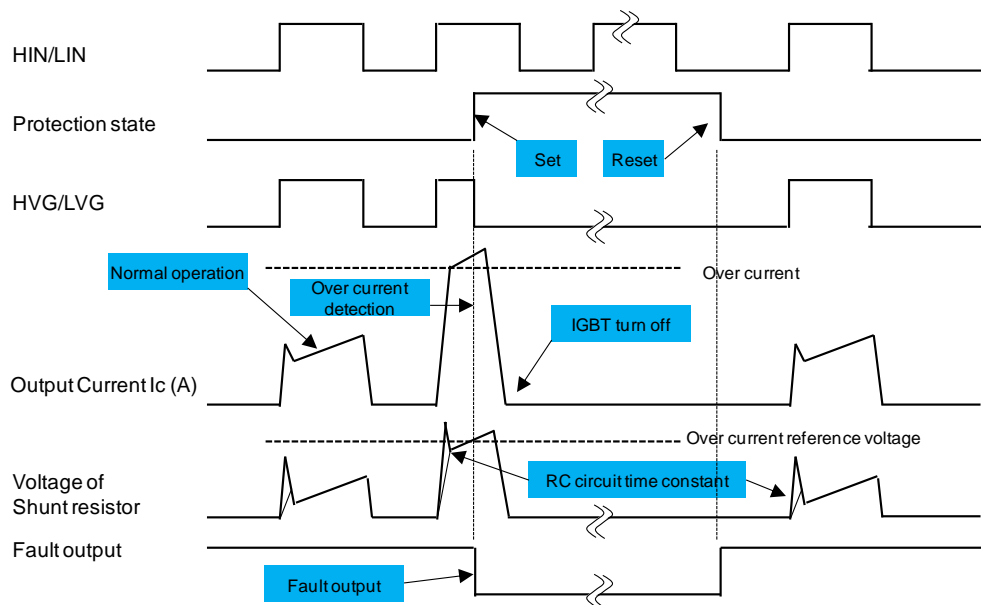 HIN/LIN
Protection state
Set
Reset
HVG/LVG
Normal operation
Over current
Over current
detection
IGBT turn off
Output Current Ic (A)
Over current reference voltage
Voltage of
Shunt resistor
RC circuit time constant
Fault output
Fault output